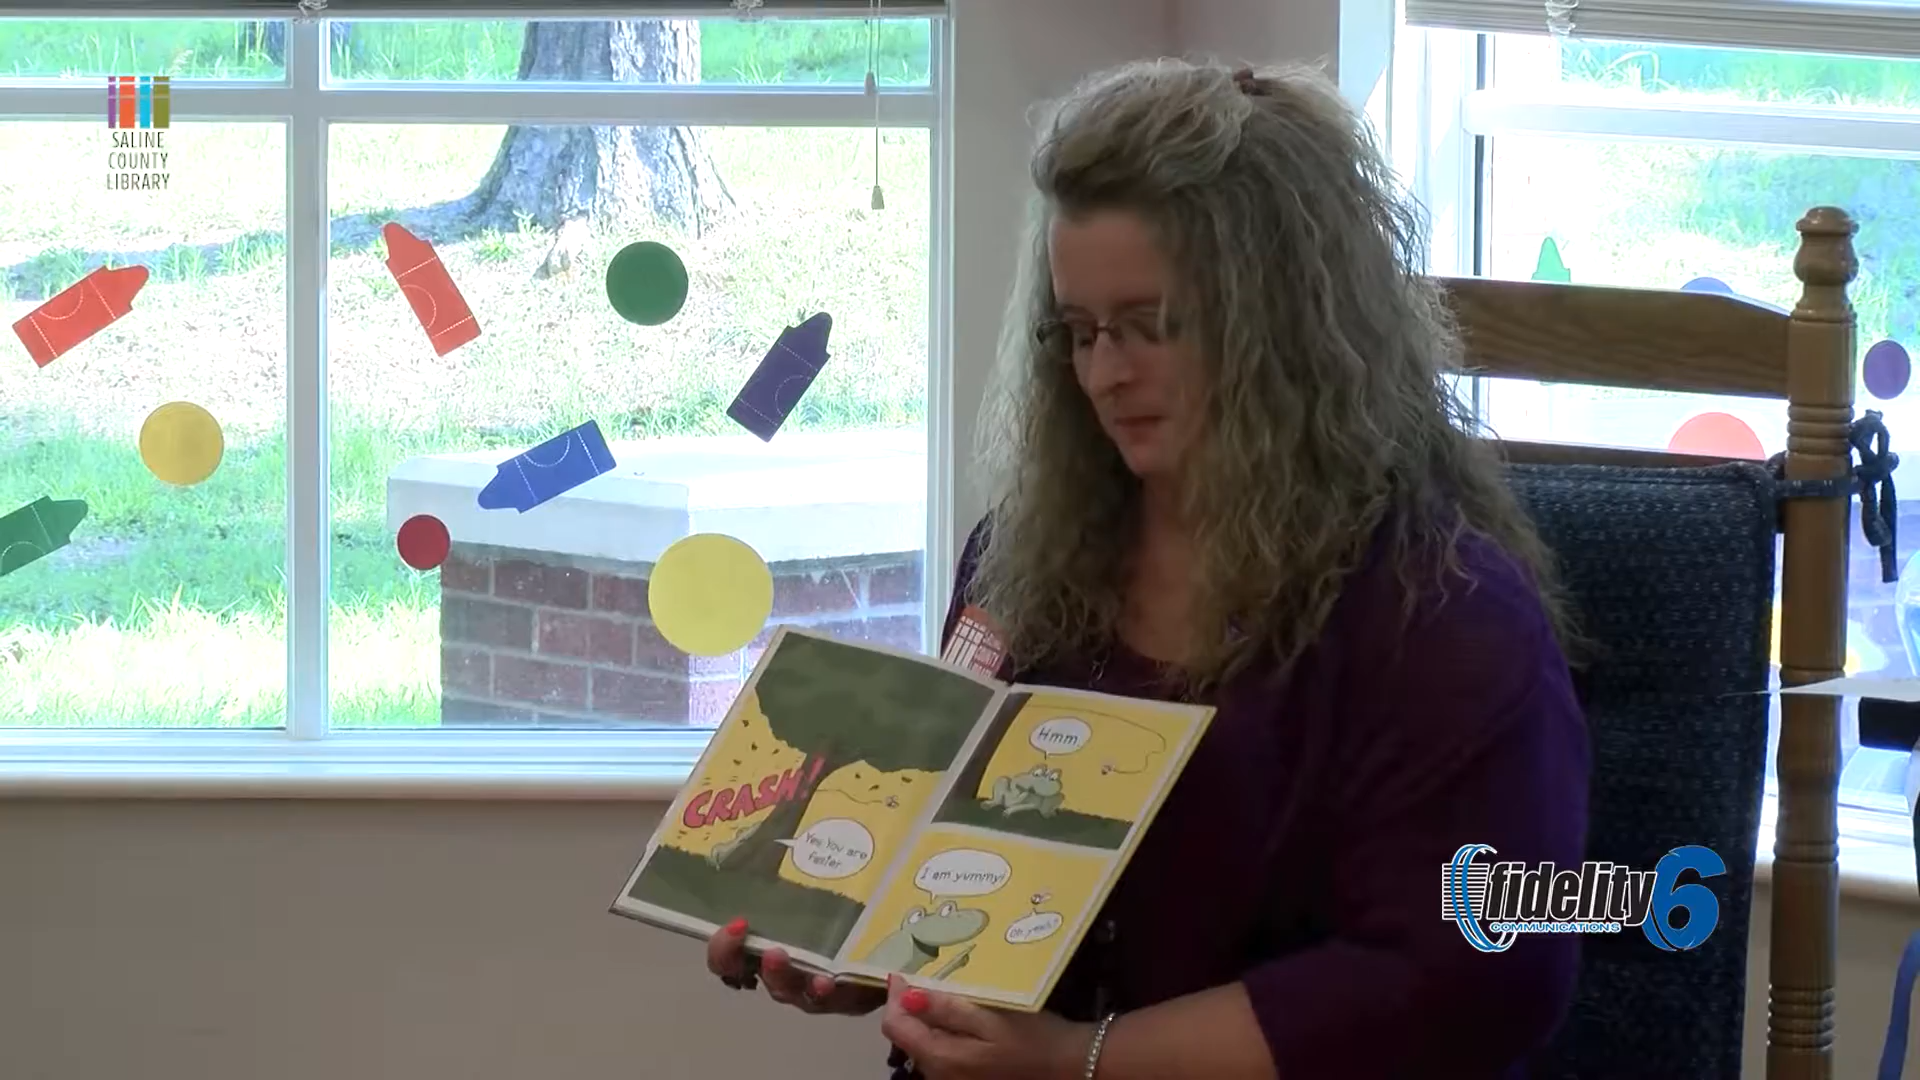 SALINE
COUNTY
LIBRARY
CRASH!
Yes. You are
faster.
Hmm.
I am yummy!
Oh yeah?
fidelity 6
COMMUNICATIONS